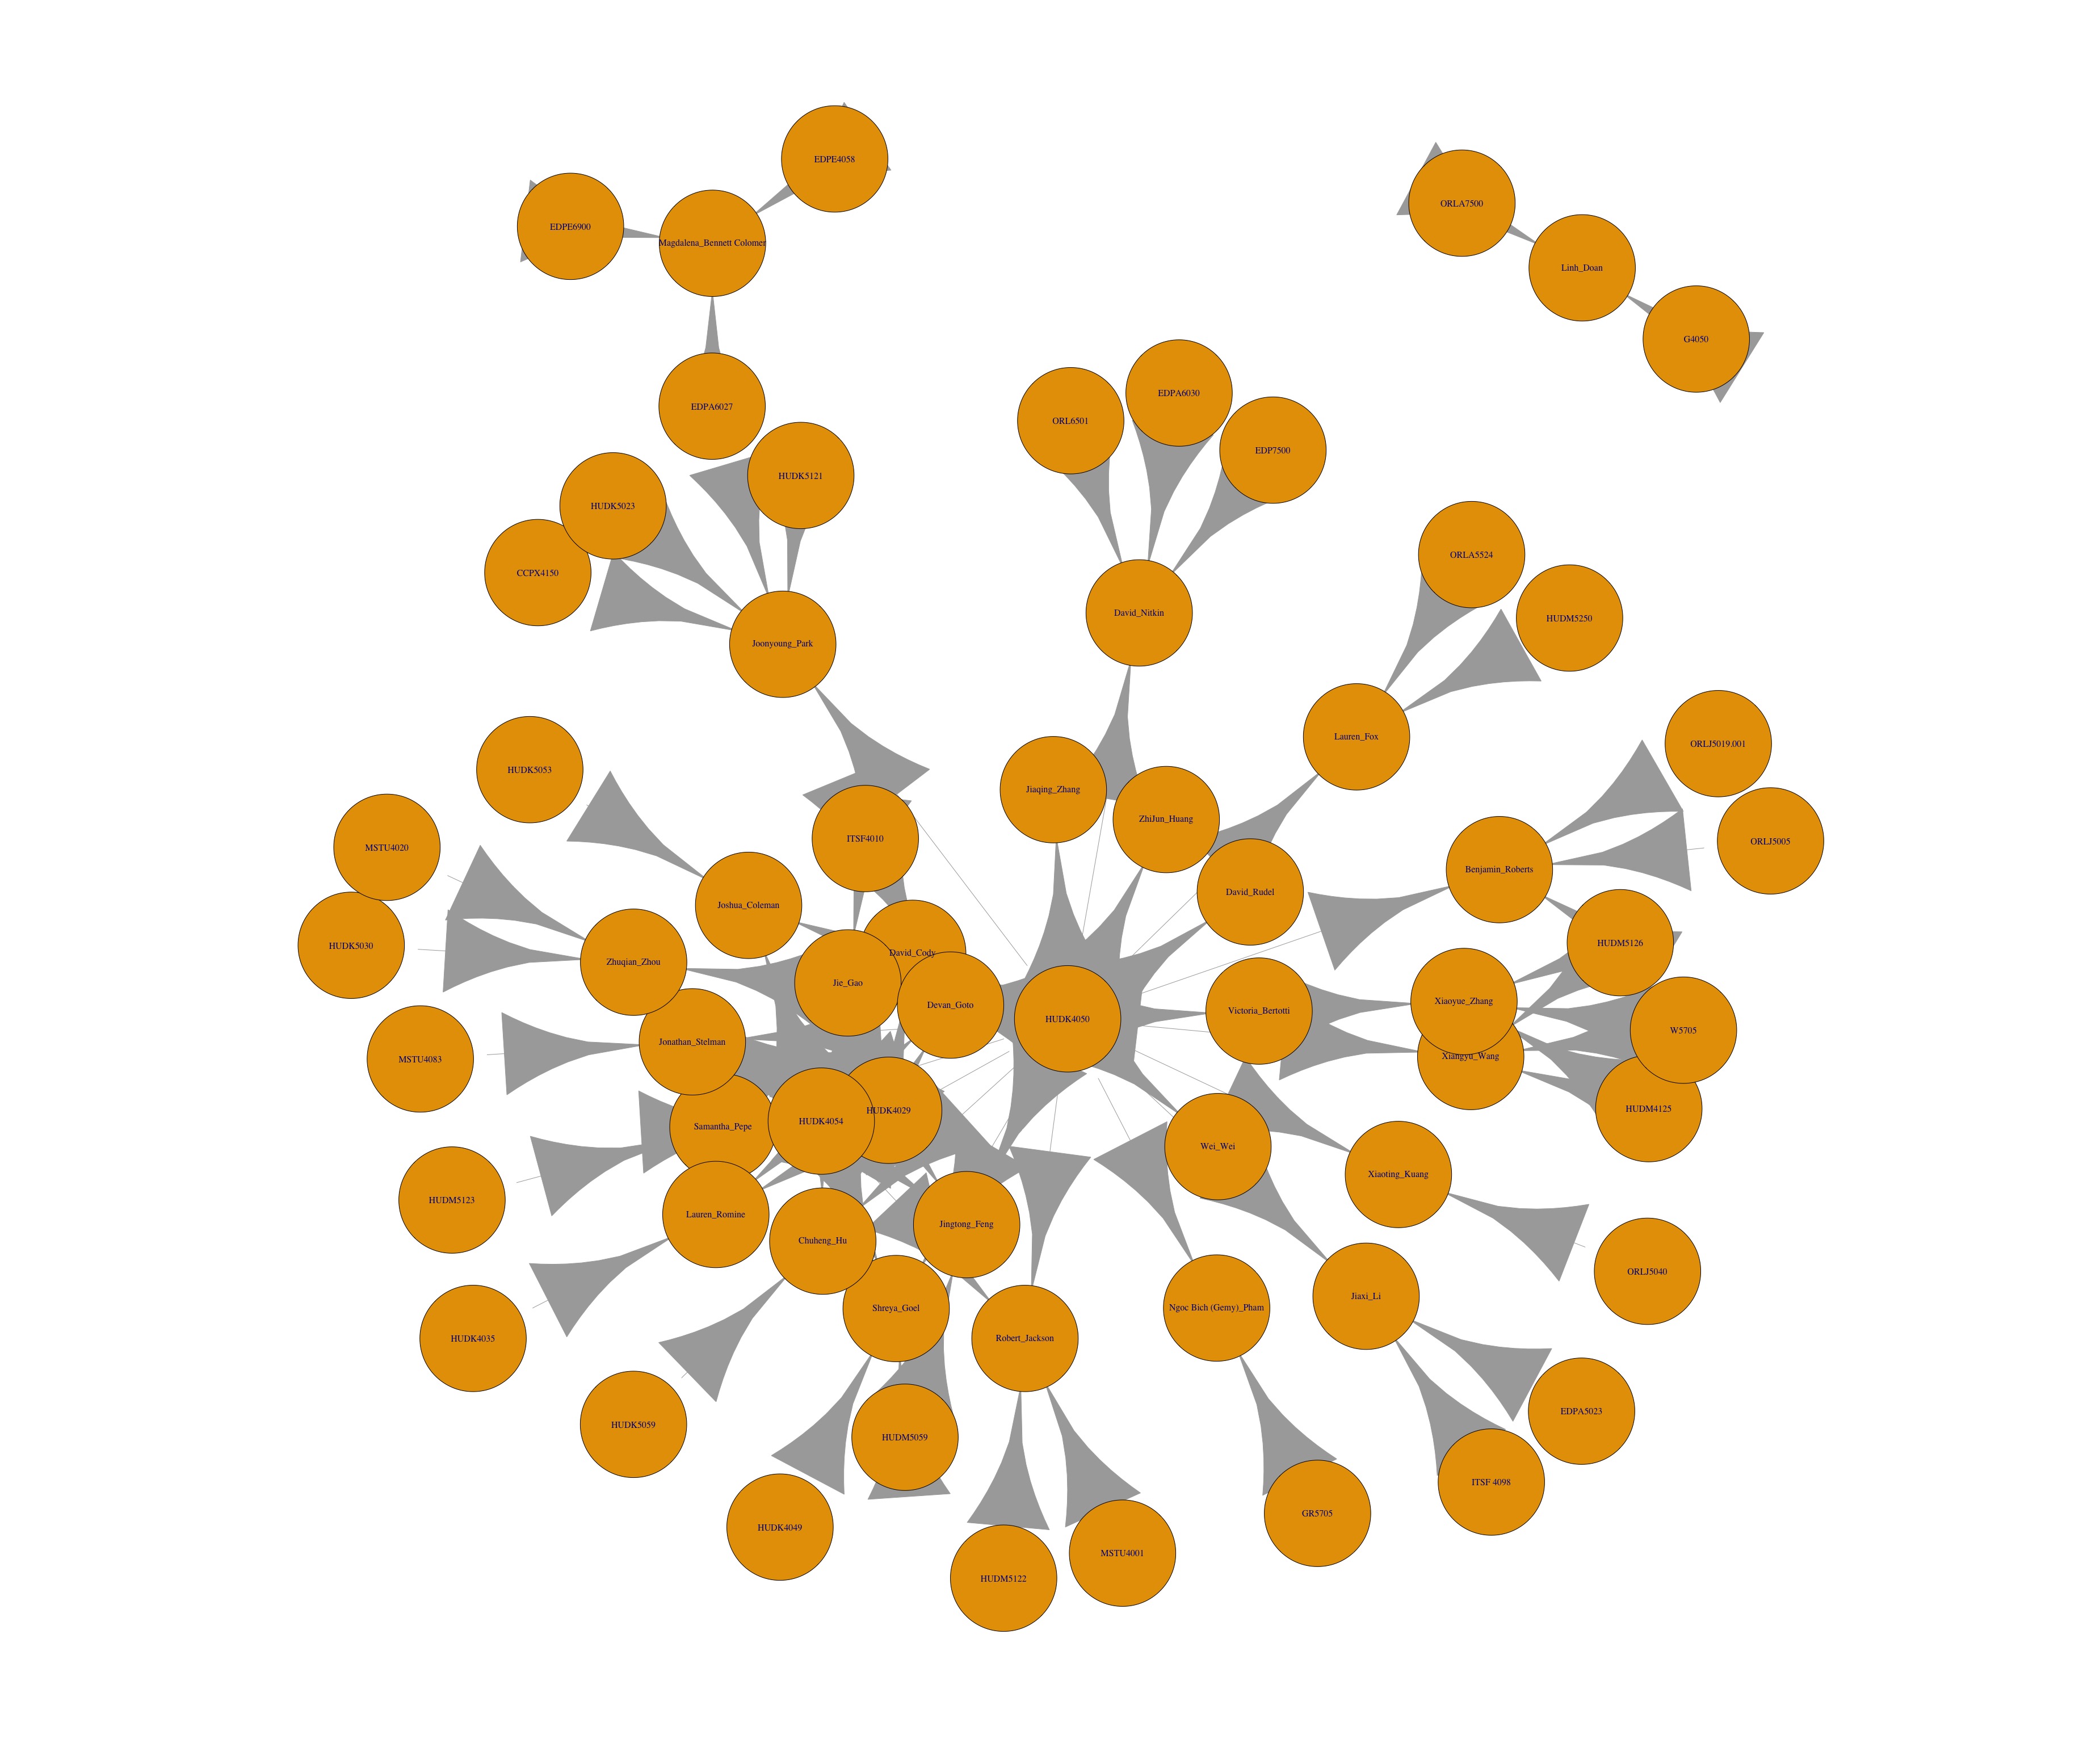 EDPE4058
ORLA7500
EDPE6900
Magdalena_Bennett Colomer
Linh_Doan
G4050
EDPA6030
EDPA6027
ORL6501
EDP7500
HUDK5121
HUDK5023
ORLA5524
CCPX4150
David_Nitkin
HUDM5250
Joonyoung_Park
Lauren_Fox
ORLJ5019.001
HUDK5053
Jiaqing_Zhang
ZhiJun_Huang
ITSF4010
ORLJ5005
MSTU4020
Benjamin_Roberts
David_Rudel
Joshua_Coleman
HUDM5126
HUDK5030
David_Cody
Zhuqian_Zhou
Jie_Gao
Xiaoyue_Zhang
Devan_Goto
Victoria_Bertotti
HUDK4050
W5705
Jonathan_Stelman
Xiangyu_Wang
MSTU4083
HUDM4125
HUDK4029
HUDK4054
Samantha_Pepe
Wei_Wei
Xiaoting_Kuang
HUDM5123
Lauren_Romine
Jingtong_Feng
Chuheng_Hu
ORLJ5040
Jiaxi_Li
Shreya_Goel
Ngoc Bich (Gemy)_Pham
HUDK4035
Robert_Jackson
EDPA5023
HUDK5059
HUDM5059
ITSF 4098
GR5705
HUDK4049
MSTU4001
HUDM5122